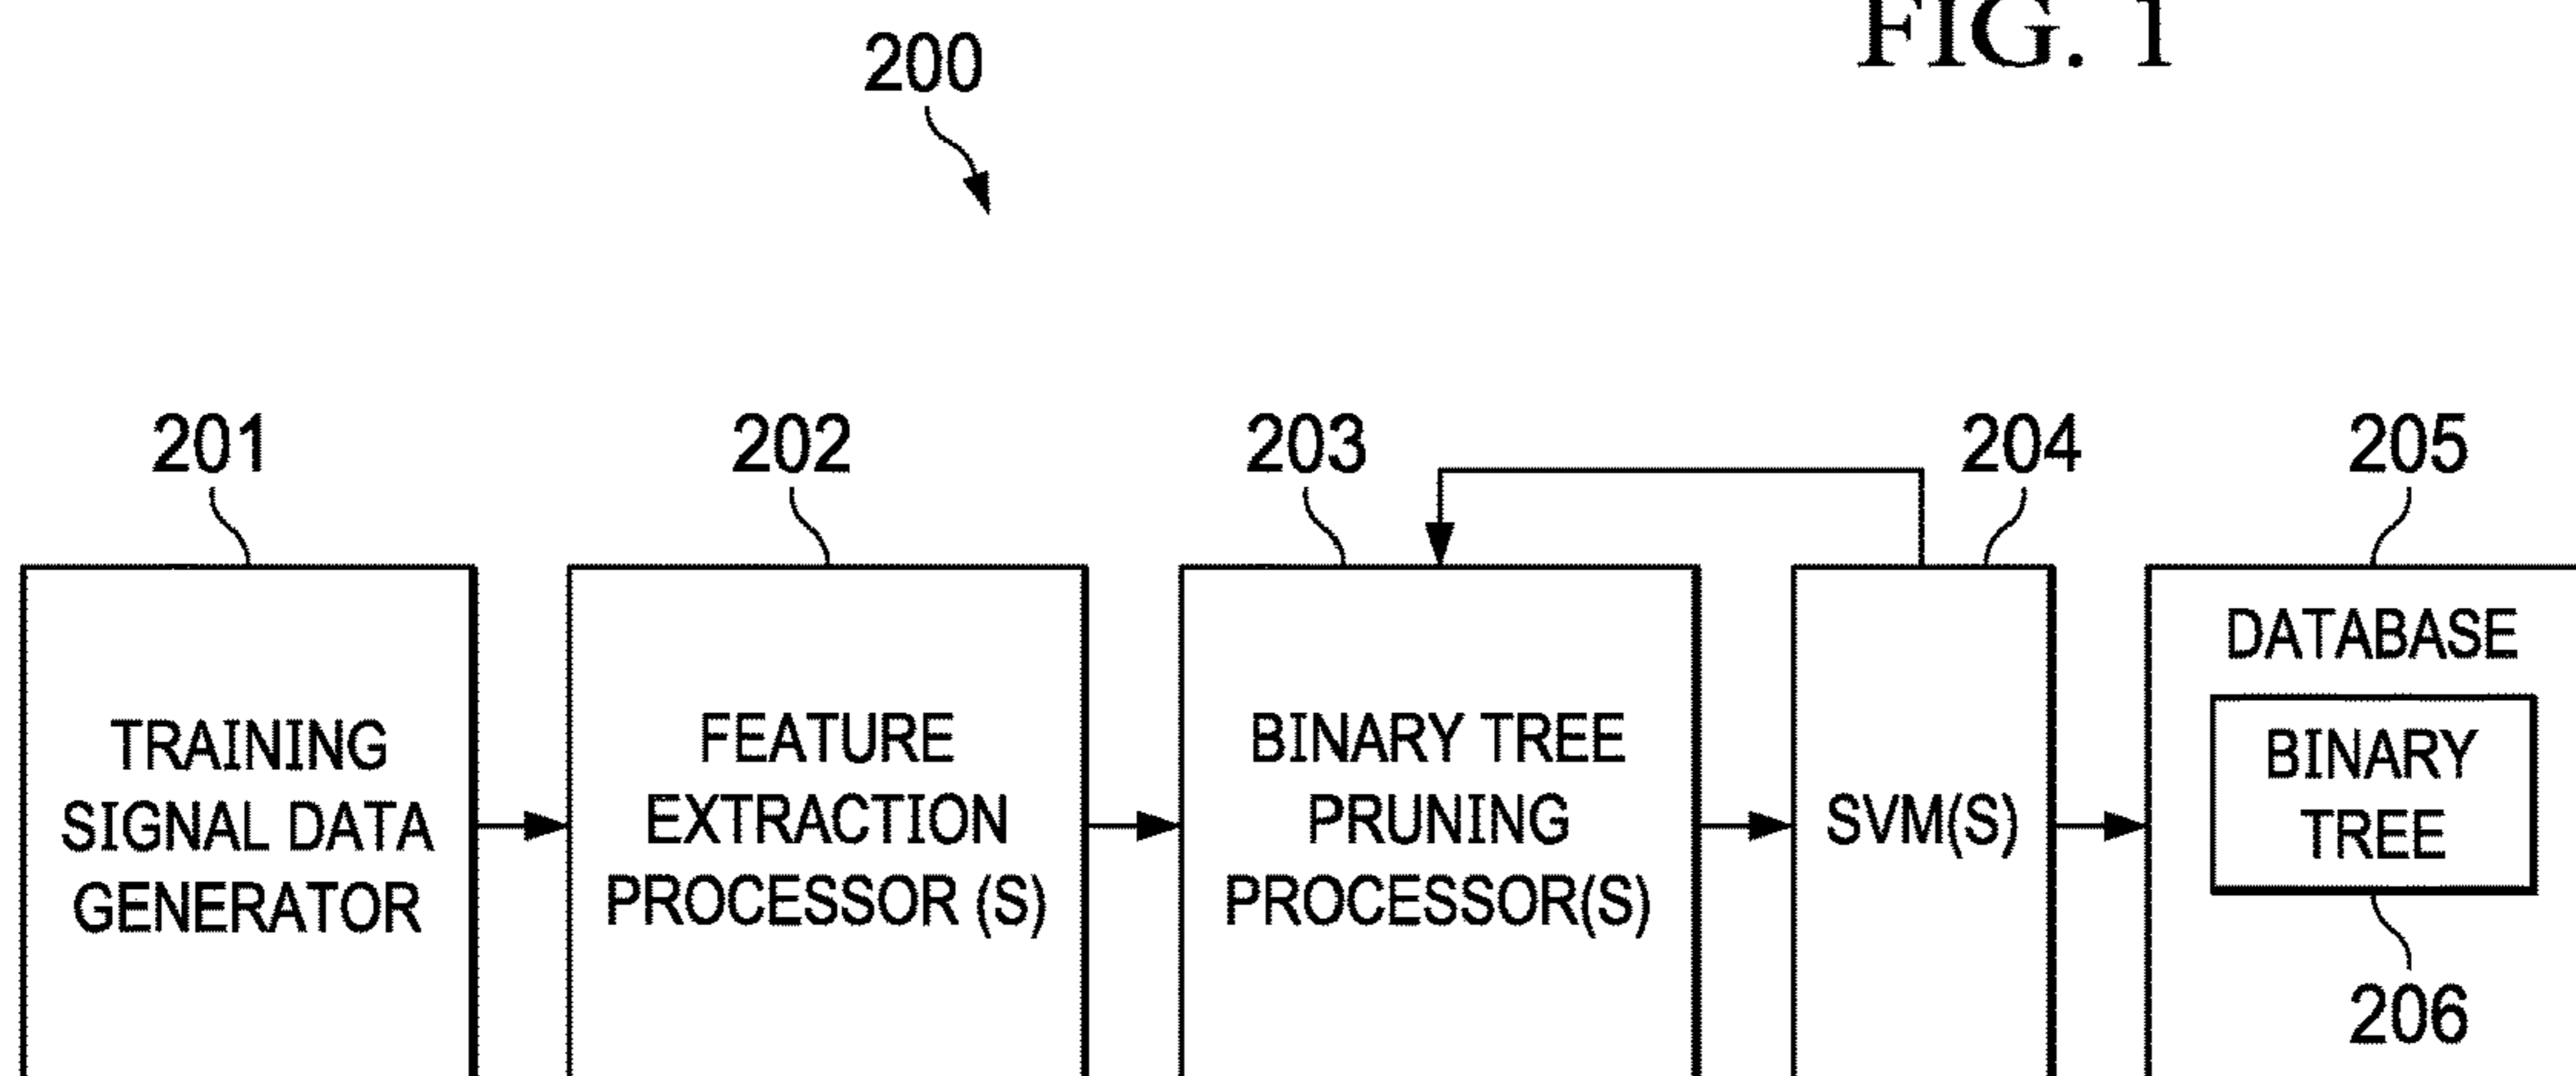 FIG. 1
200
201
202
203
204
205
TRAINING
SIGNAL DATA
GENERATOR
FEATURE
EXTRACTION
PROCESSOR (S)
BINARY TREE
PRUNING
PROCESSOR(S)
SVM(S)
DATABASE
BINARY
TREE
206